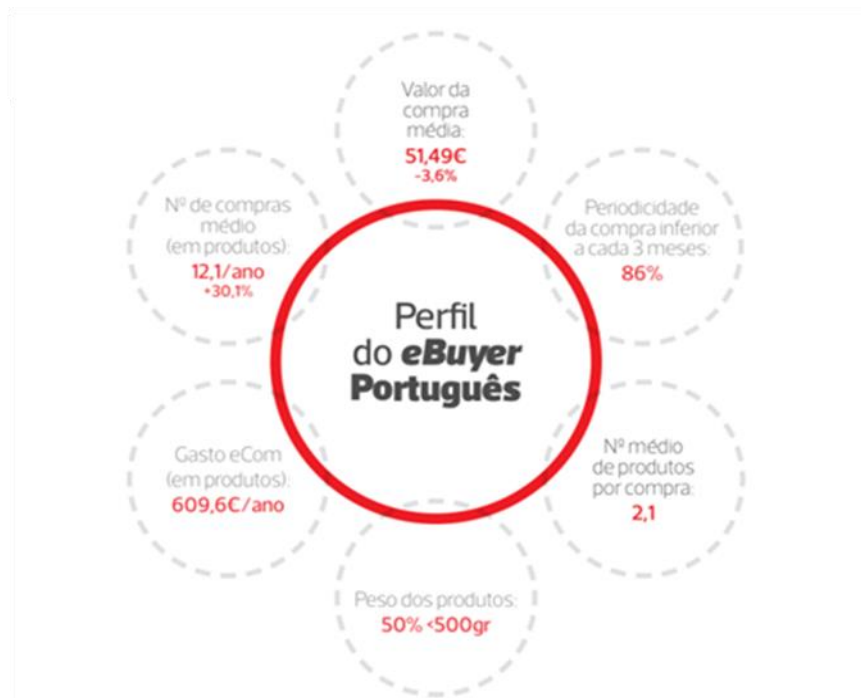 Valor da
compra
média:
51,49€
-3,6%
Nº de compras
médio
(em produtos):
12,1/ano
+30,1%
Periodicidade
da compra inferior
a cada 3 meses:
86%
Perfil
do eBuyer
Português
Gasto eCom
(em produtos):
609,6€/ano
Nº médio
de produtos
por compra:
2,1
Peso dos produtos:
50% <500gr